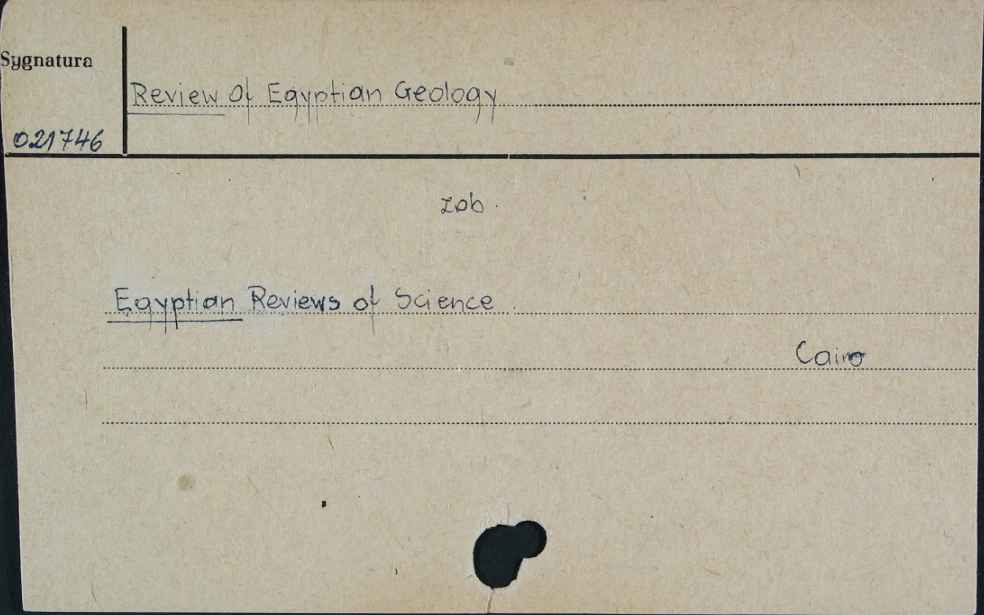 Sygnatura
Review of Egyptian Geology
021746
zob.
Egyptian Reviews of Science.
Cairo